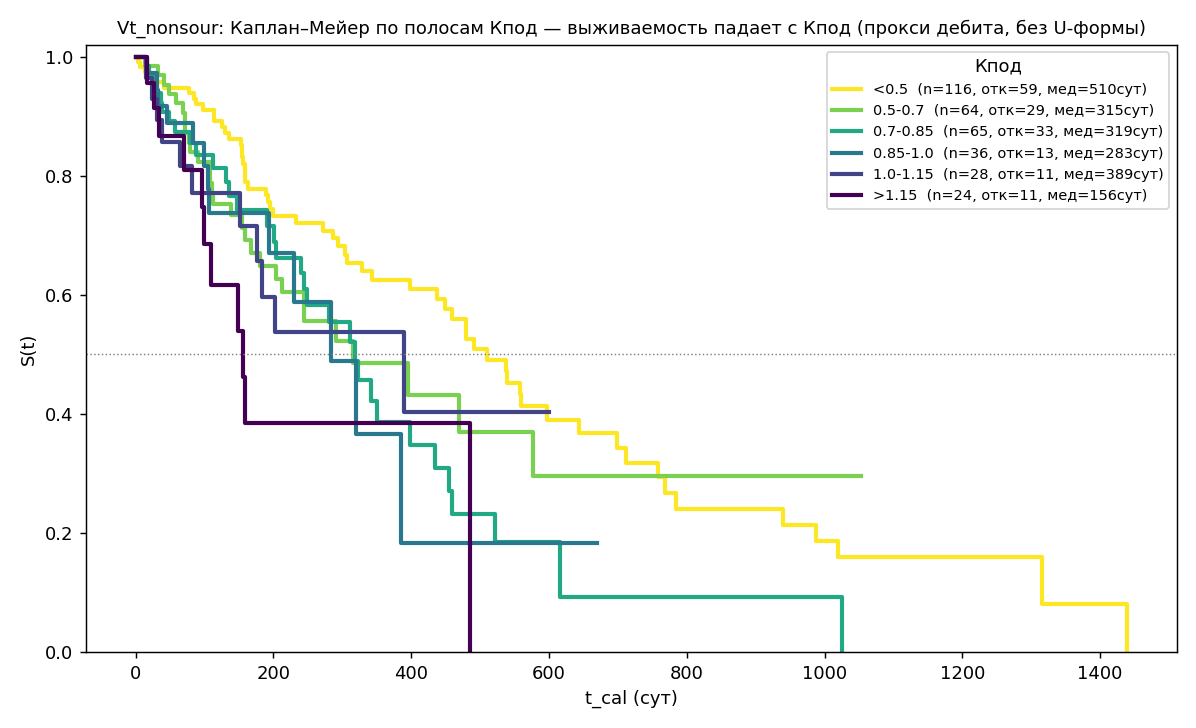 Vt_nonsour: Каплан–Мейер по полосам Кпод — выживаемость падает с Кпод (прокси дебита, без U-формы)
Кпод
<0.5 (n=116, отк=59, мед=510сут)
0.5-0.7 (n=64, отк=29, мед=315сут)
0.7-0.85 (n=65, отк=33, мед=319сут)
0.85-1.0 (n=36, отк=13, мед=283сут)
1.0-1.15 (n=28, отк=11, мед=389сут)
>1.15 (n=24, отк=11, мед=156сут)
S(t)
1.0
0.8
0.6
0.4
0.2
0.0
0 200 400 600 800 1000 1200 1400
t_cal (сут)